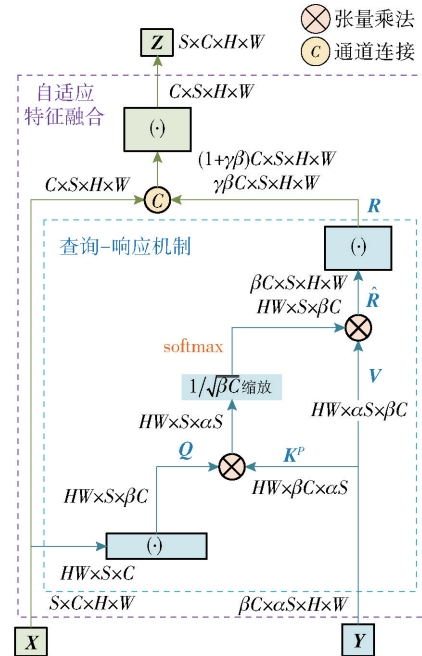 张量乘法
C 通道连接
Z S×C×H×W
自适应
特征融合
C×S×H×W
(·)
(1+γβ)C×S×H×W
C×S×H×W
γβC×S×H×W
C
R
查询-响应机制
(·)
βC×S×H×W
R̂
HW×S×βC
softmax
1/√βC 缩放
V
HW×αS×βC
HW×S×αS
Q
K^P
HW×S×βC
HW×βC×αS
(·)
HW×S×C
S×C×H×W
βC×αS×H×W
X
Y